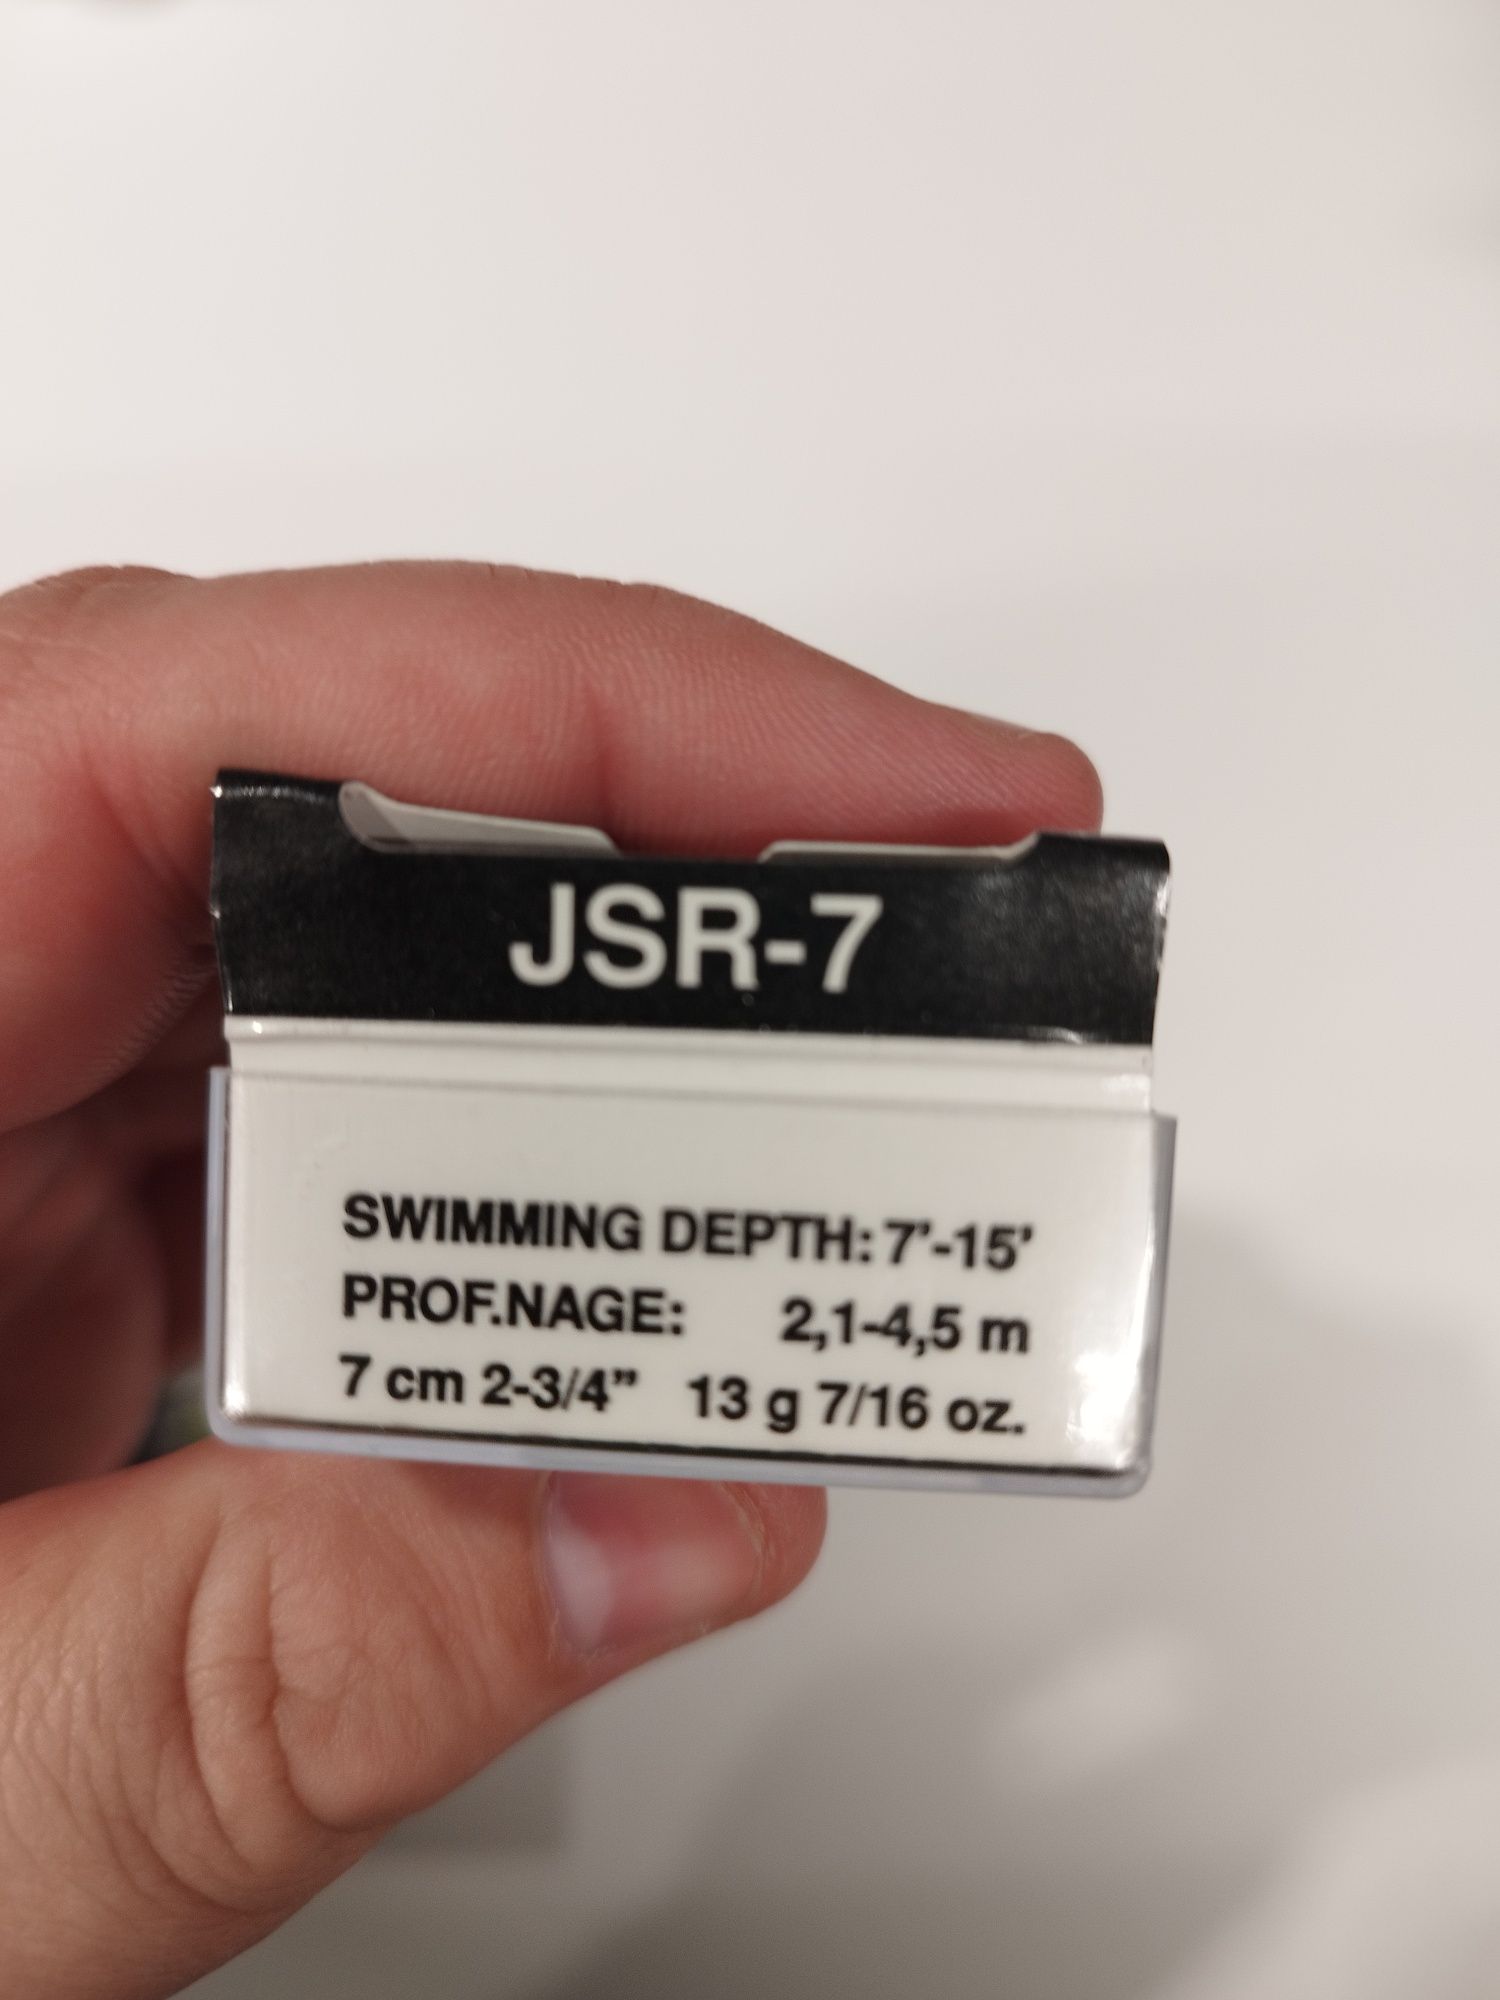 JSR-7
SWIMMING DEPTH: 7'-15'
PROF.NAGE: 2,1-4,5 m
7 cm 2-3/4” 13 g 7/16 oz.